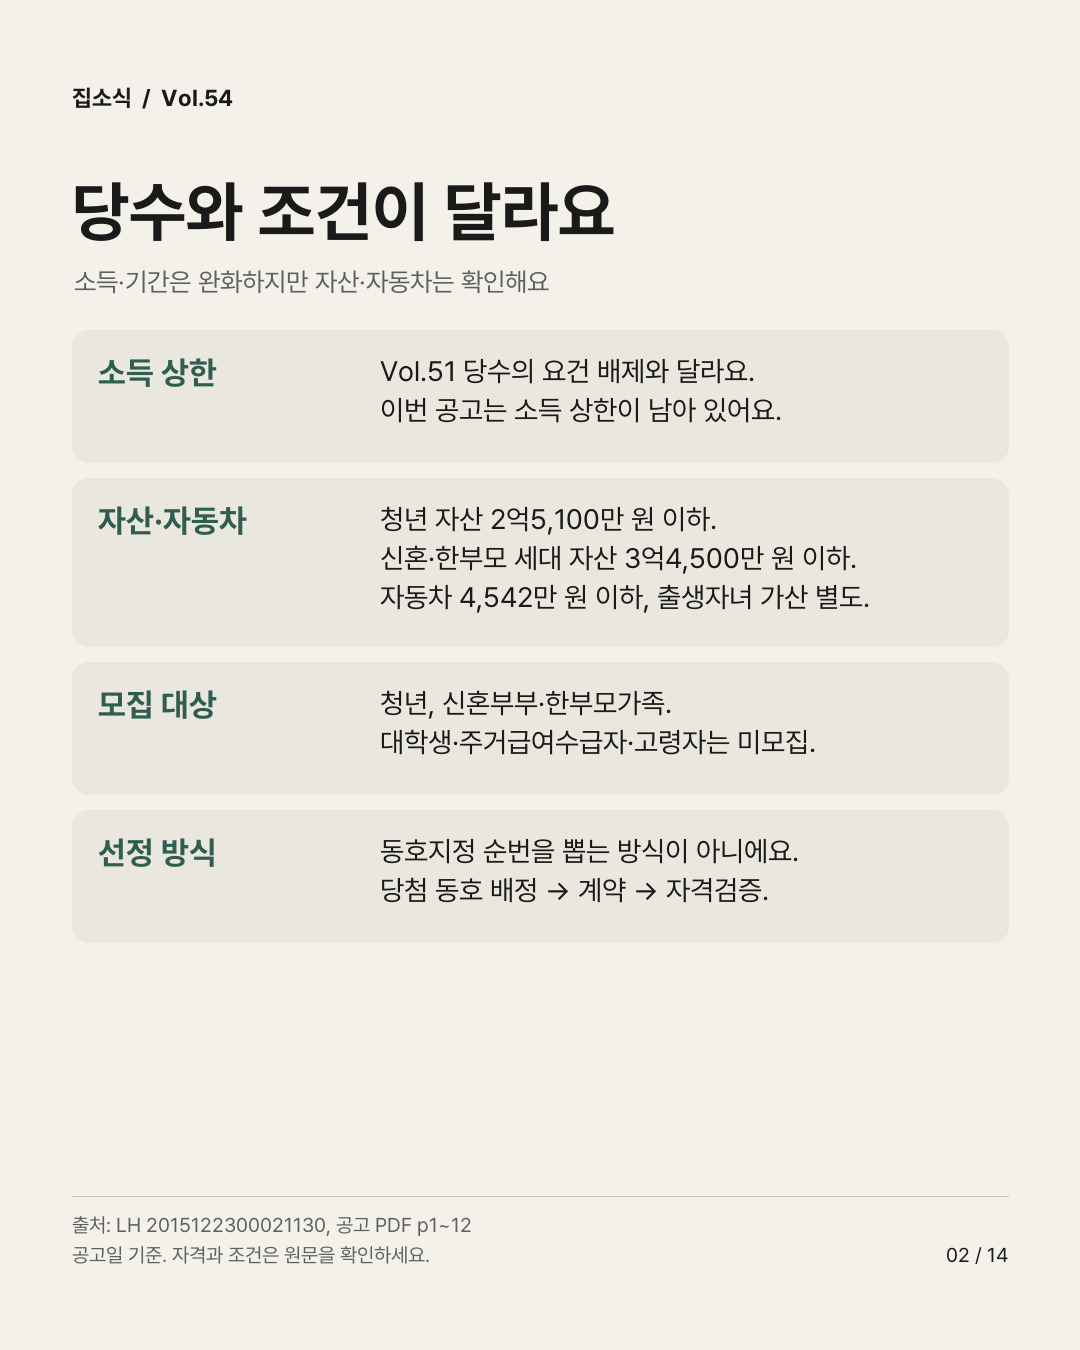 집소식 / Vol.54
당수와 조건이 달라요
소득·기간은 완화하지만 자산·자동차는 확인해요
소득 상한
Vol.51 당수의 요건 배제와 달라요.
이번 공고는 소득 상한이 남아 있어요.
자산·자동차
청년 자산 2억5,100만 원 이하.
신혼·한부모 세대 자산 3억4,500만 원 이하.
자동차 4,542만 원 이하, 출생자녀 가산 별도.
모집 대상
청년, 신혼부부·한부모가족.
대학생·주거급여수급자·고령자는 미모집.
선정 방식
동호지정 순번을 뽑는 방식이 아니에요.
당첨 동호 배정 → 계약 → 자격검증.
출처: LH 2015122300021130, 공고 PDF p1~12
공고일 기준. 자격과 조건은 원문을 확인하세요.
02 / 14